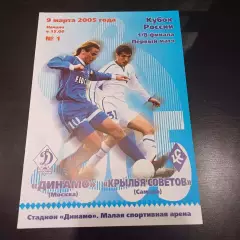 9 марта 2005 года
Начало
в 18.00
№ 1
Кубок
России
1/8 финала
Первый матч
«ДИНАМО»
(Москва)
«КРЫЛЬЯ СОВЕТОВ»
(Самара)
Стадион «Динамо». Малая спортивная арена